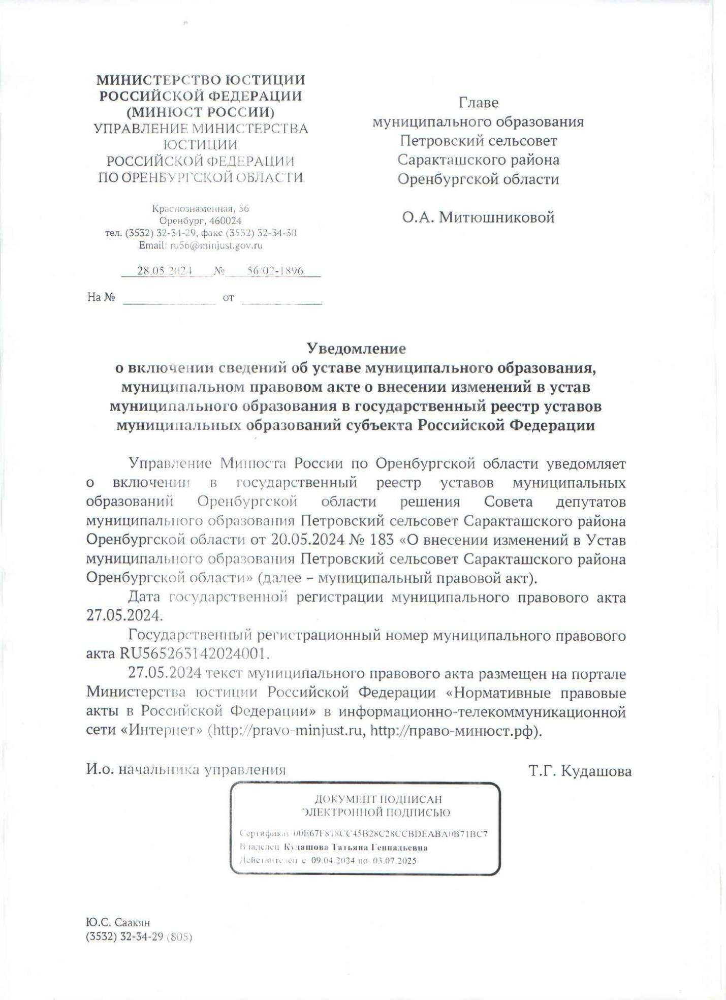 МИНИСТЕРСТВО ЮСТИЦИИ
РОССИЙСКОЙ ФЕДЕРАЦИИ
(МИНЮСТ РОССИИ)
УПРАВЛЕНИЕ МИНИСТЕРСТВА
ЮСТИЦИИ
РОССИЙСКОЙ ФЕДЕРАЦИИ
ПО ОРЕНБУРГСКОЙ ОБЛАСТИ
Краснознаменная, 56
Оренбург, 460024
тел. (3532) 32-34-29, факс (3532) 32-34-30
Email: ru56@minjust.gov.ru
28.05.2024 № 56/02-1896
На № от
Главе
муниципального образования
Петровский сельсовет
Саракташского района
Оренбургской области
О.А. Митюшниковой
Уведомление
о включении сведений об уставе муниципального образования,
муниципальном правовом акте о внесении изменений в устав
муниципального образования в государственный реестр уставов
муниципальных образований субъекта Российской Федерации
Управление Минюста России по Оренбургской области уведомляет
о включении в государственный реестр уставов муниципальных
образований Оренбургской области решения Совета депутатов
муниципального образования Петровский сельсовет Саракташского района
Оренбургской области от 20.05.2024 № 183 «О внесении изменений в Устав
муниципального образования Петровский сельсовет Саракташского района
Оренбургской области» (далее – муниципальный правовой акт).
Дата государственной регистрации муниципального правового акта
27.05.2024.
Государственный регистрационный номер муниципального правового
акта RU565263142024001.
27.05.2024 текст муниципального правового акта размещен на портале
Министерства юстиции Российской Федерации «Нормативные правовые
акты в Российской Федерации» в информационно-телекоммуникационной
сети «Интернет» (http://pravo-minjust.ru, http://право-минюст.рф).
И.о. начальника управления Т.Г. Кудашова
ДОКУМЕНТ ПОДПИСАН
ЭЛЕКТРОННОЙ ПОДПИСЬЮ
Сертификат 00E67F818CC45B28C28CCBDEABA0B71BC7
Владелец Кудашова Татьяна Геннадьевна
Действителен с 09.04.2024 по 03.07.2025
Ю.С. Саакян
(3532) 32-34-29 (805)